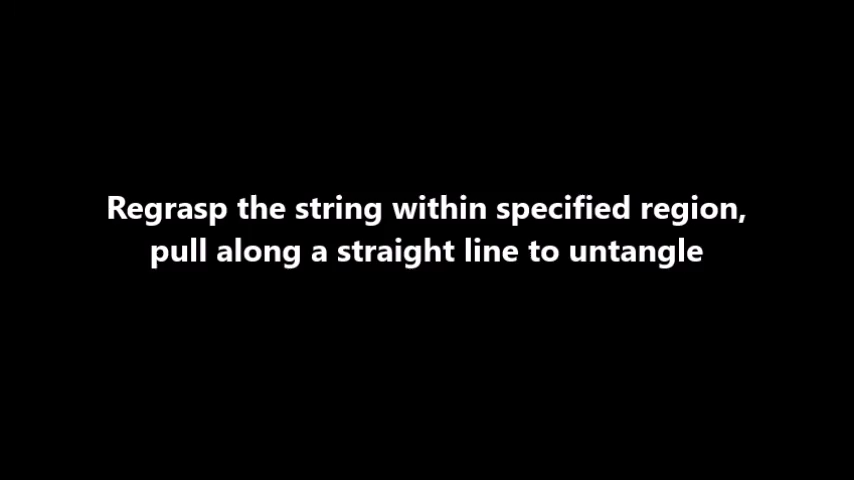 Regrasp the string within specified region,
pull along a straight line to untangle